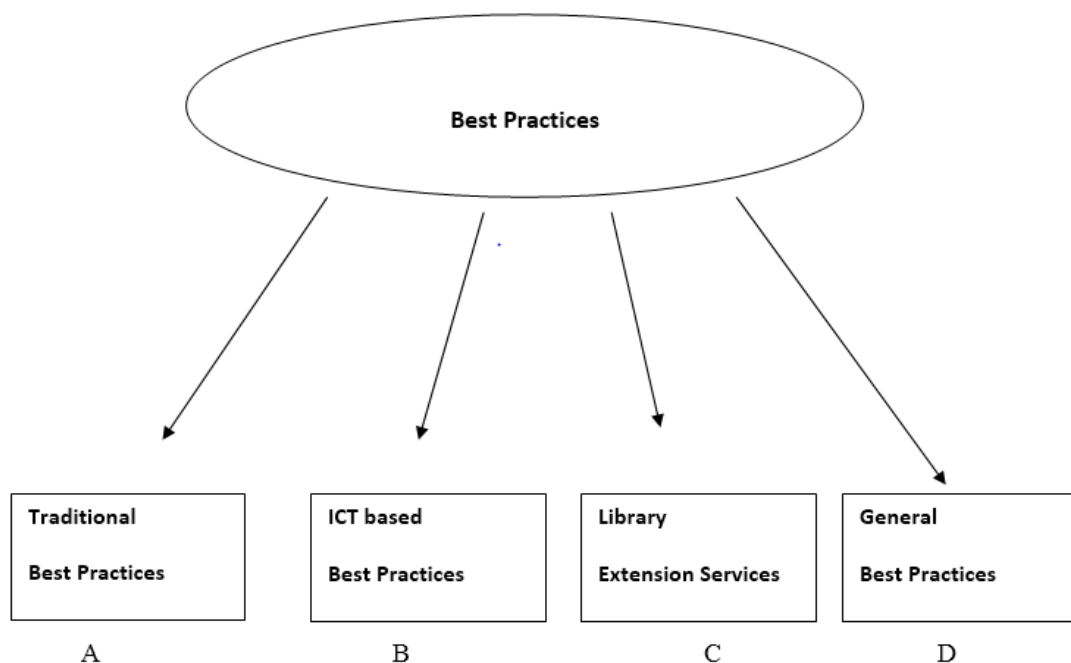 Best Practices
Traditional
Best Practices
ICT based
Best Practices
Library
Extension Services
General
Best Practices
A
B
C
D